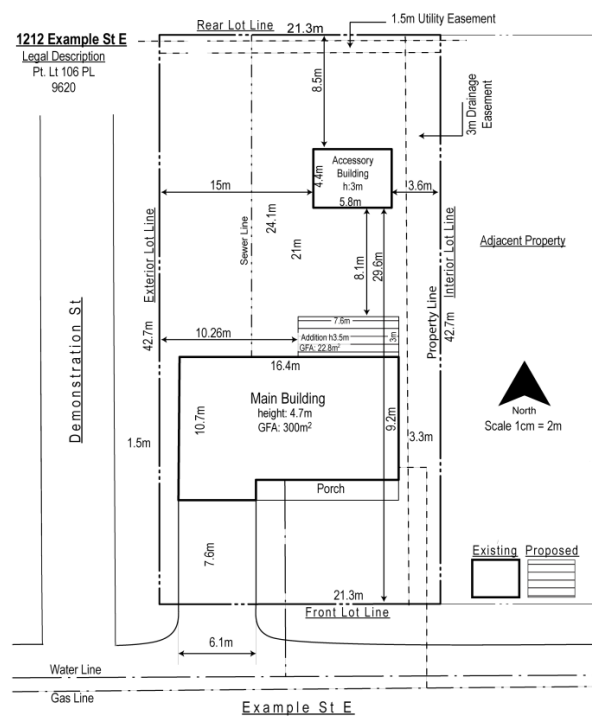 Rear Lot Line
21.3m
1.5m Utility Easement
1212 Example St E
Legal Description
Pt. Lt 106 PL
9620
8.5m
3m Drainage
Easement
Accessory
Building
h:3m
4.4m
5.8m
15m
3.6m
24.1m
21m
Sewer Line
8.1m
29.6m
Exterior Lot Line
42.7m
Interior Lot Line
42.7m
Property Line
Adjacent Property
7.6m
Addition h3.5m
GFA: 22.8m²
3m
10.26m
16.4m
Main Building
height: 4.7m
GFA: 300m²
10.7m
9.2m
3.3m
Demonstration St
1.5m
North
Scale 1cm = 2m
Porch
Existing
Proposed
7.6m
21.3m
Front Lot Line
6.1m
Water Line
Gas Line
Example St E